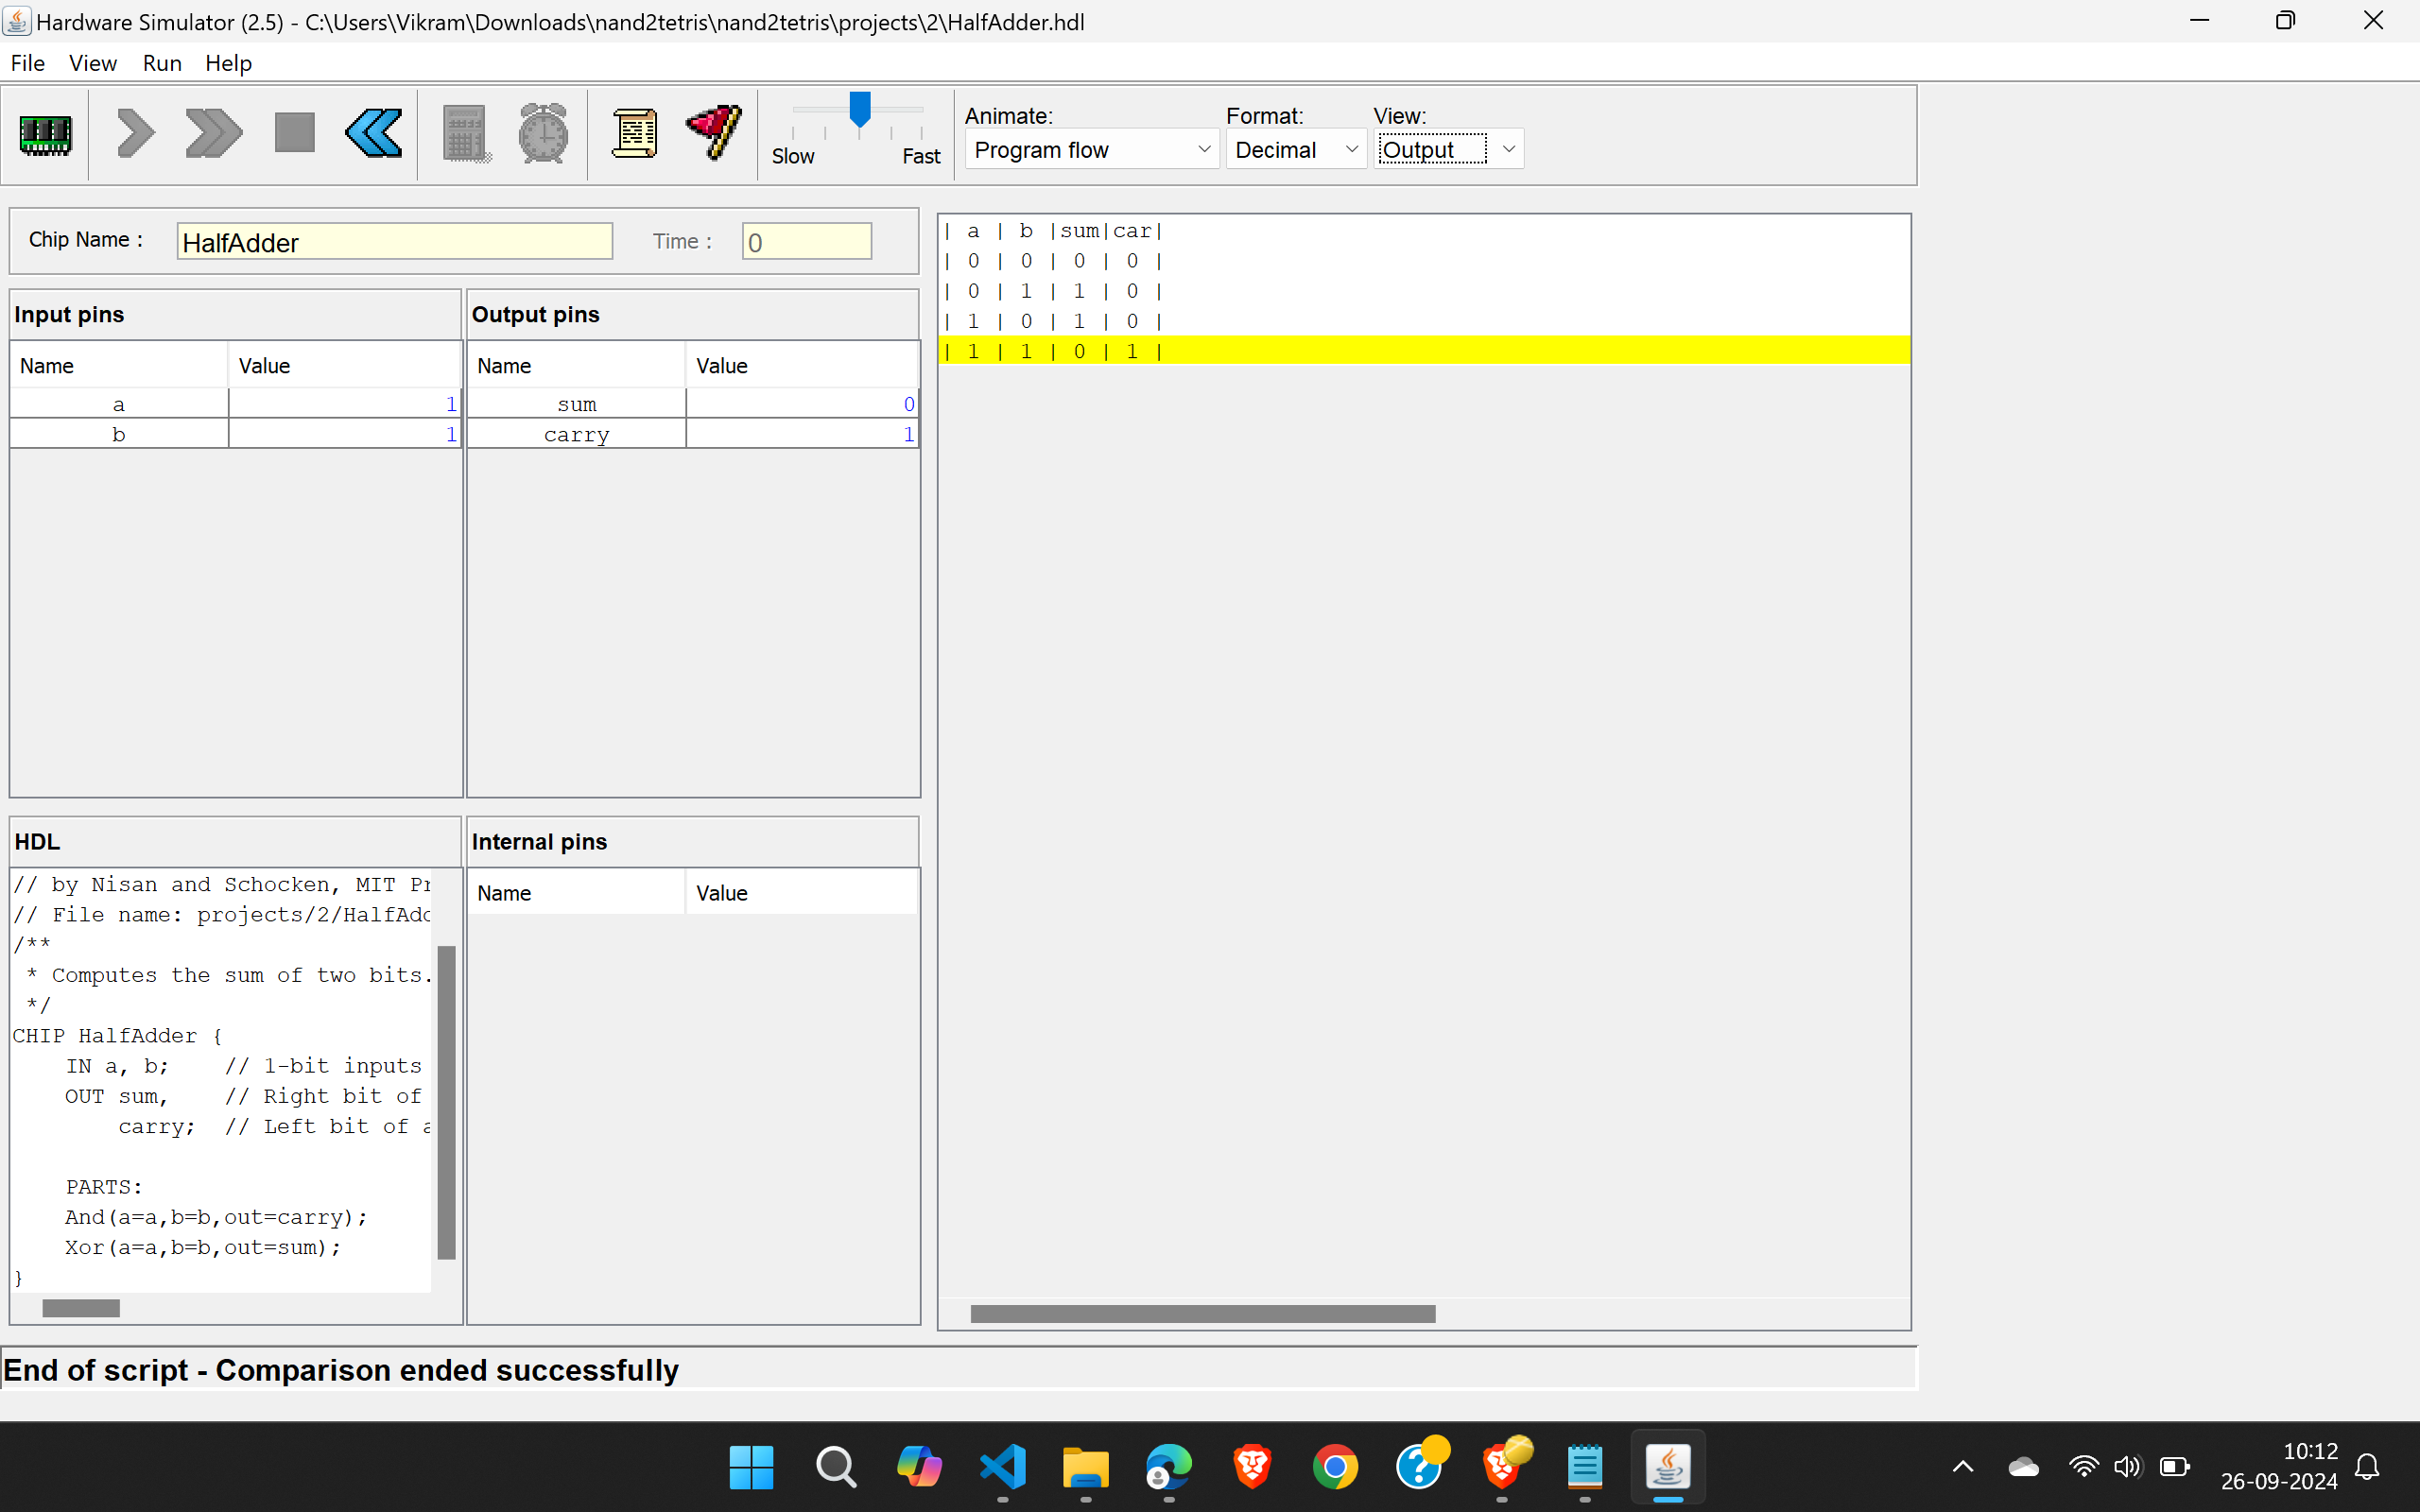 Hardware Simulator (2.5) - C:\Users\Vikram\Downloads\nand2tetris\nand2tetris\projects\2\HalfAdder.hdl
File View Run Help
Slow Fast
Animate: Format: View:
Program flow Decimal Output
Chip Name : HalfAdder Time : 0
Input pins
Name Value
a 1
b 1
Output pins
Name Value
sum 0
carry 1
| a | b |sum|car|
| 0 | 0 | 0 | 0 |
| 0 | 1 | 1 | 0 |
| 1 | 0 | 1 | 0 |
| 1 | 1 | 0 | 1 |
HDL
// by Nisan and Schocken, MIT Pr
// File name: projects/2/HalfAdd
/**
* Computes the sum of two bits.
*/
CHIP HalfAdder {
IN a, b; // 1-bit inputs
OUT sum, // Right bit of
carry; // Left bit of a
PARTS:
And(a=a,b=b,out=carry);
Xor(a=a,b=b,out=sum);
}
Internal pins
Name Value
End of script - Comparison ended successfully
10:12
26-09-2024